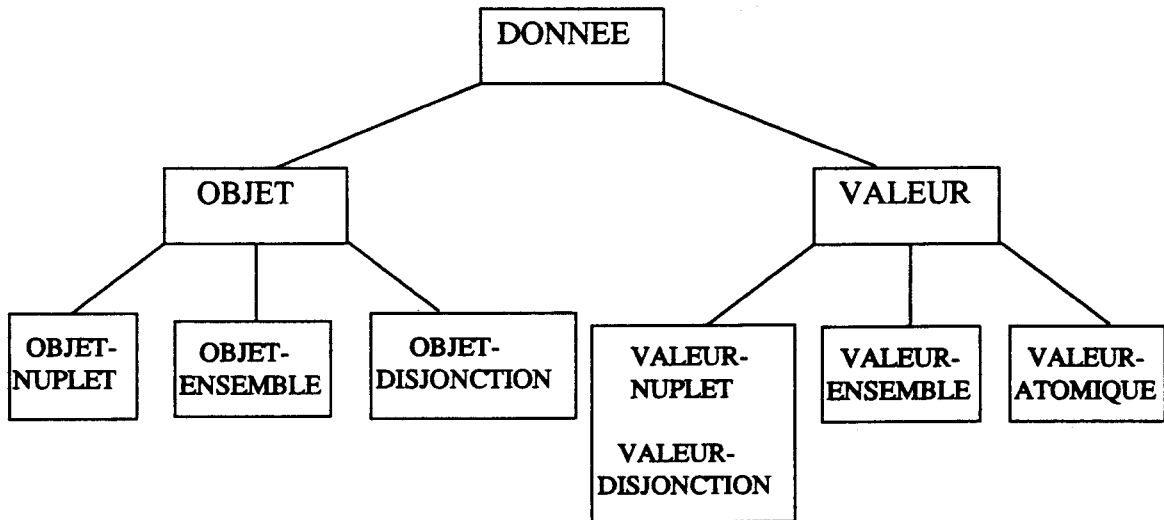 DONNEE
OBJET
VALEUR
OBJET-
NUPLET
OBJET-
ENSEMBLE
OBJET-
DISJONCTION
VALEUR-
NUPLET
VALEUR-
DISJONCTION
VALEUR-
ENSEMBLE
VALEUR-
ATOMIQUE